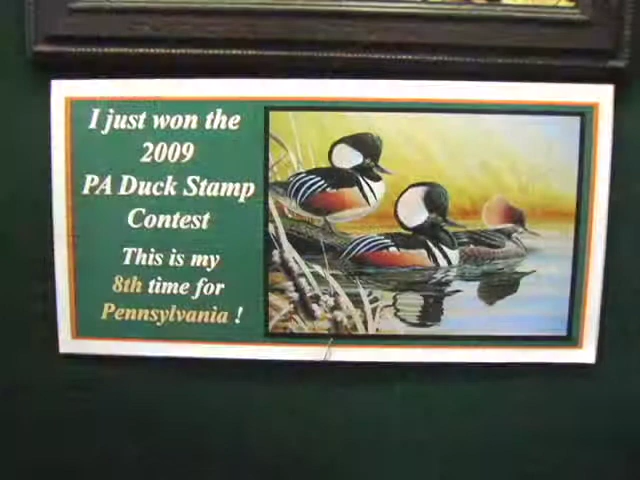 I just won the
2009
PA Duck Stamp
Contest
This is my
8th time for
Pennsylvania !